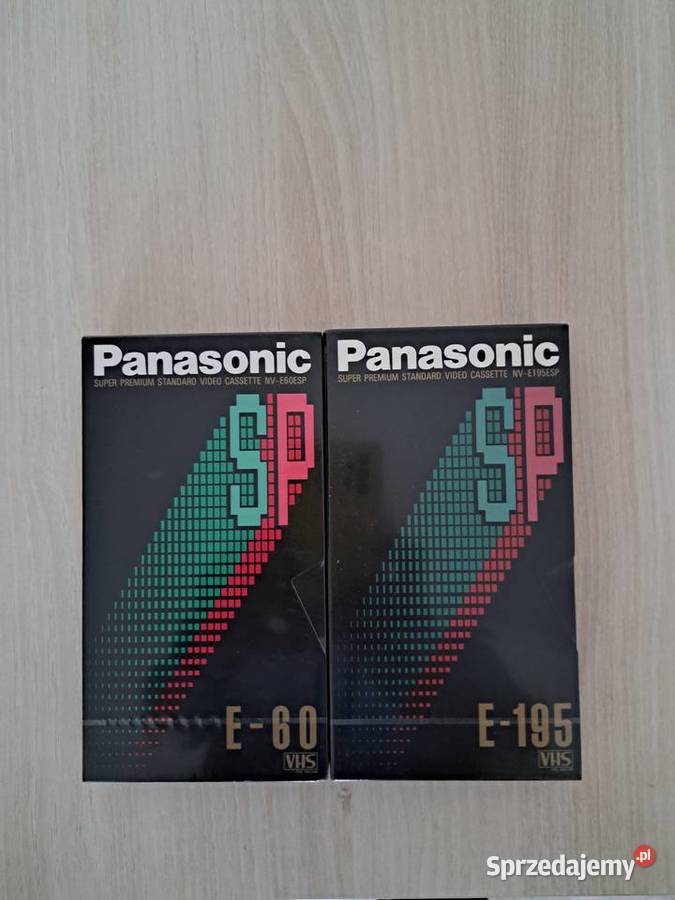 Panasonic
SUPER PREMIUM STANDARD VIDEO CASSETTE NV-E60ESP
SP
E-60
VHS
Panasonic
SUPER PREMIUM STANDARD VIDEO CASSETTE NV-E195ESP
SP
E-195
VHS
Sprzedajemy.pl